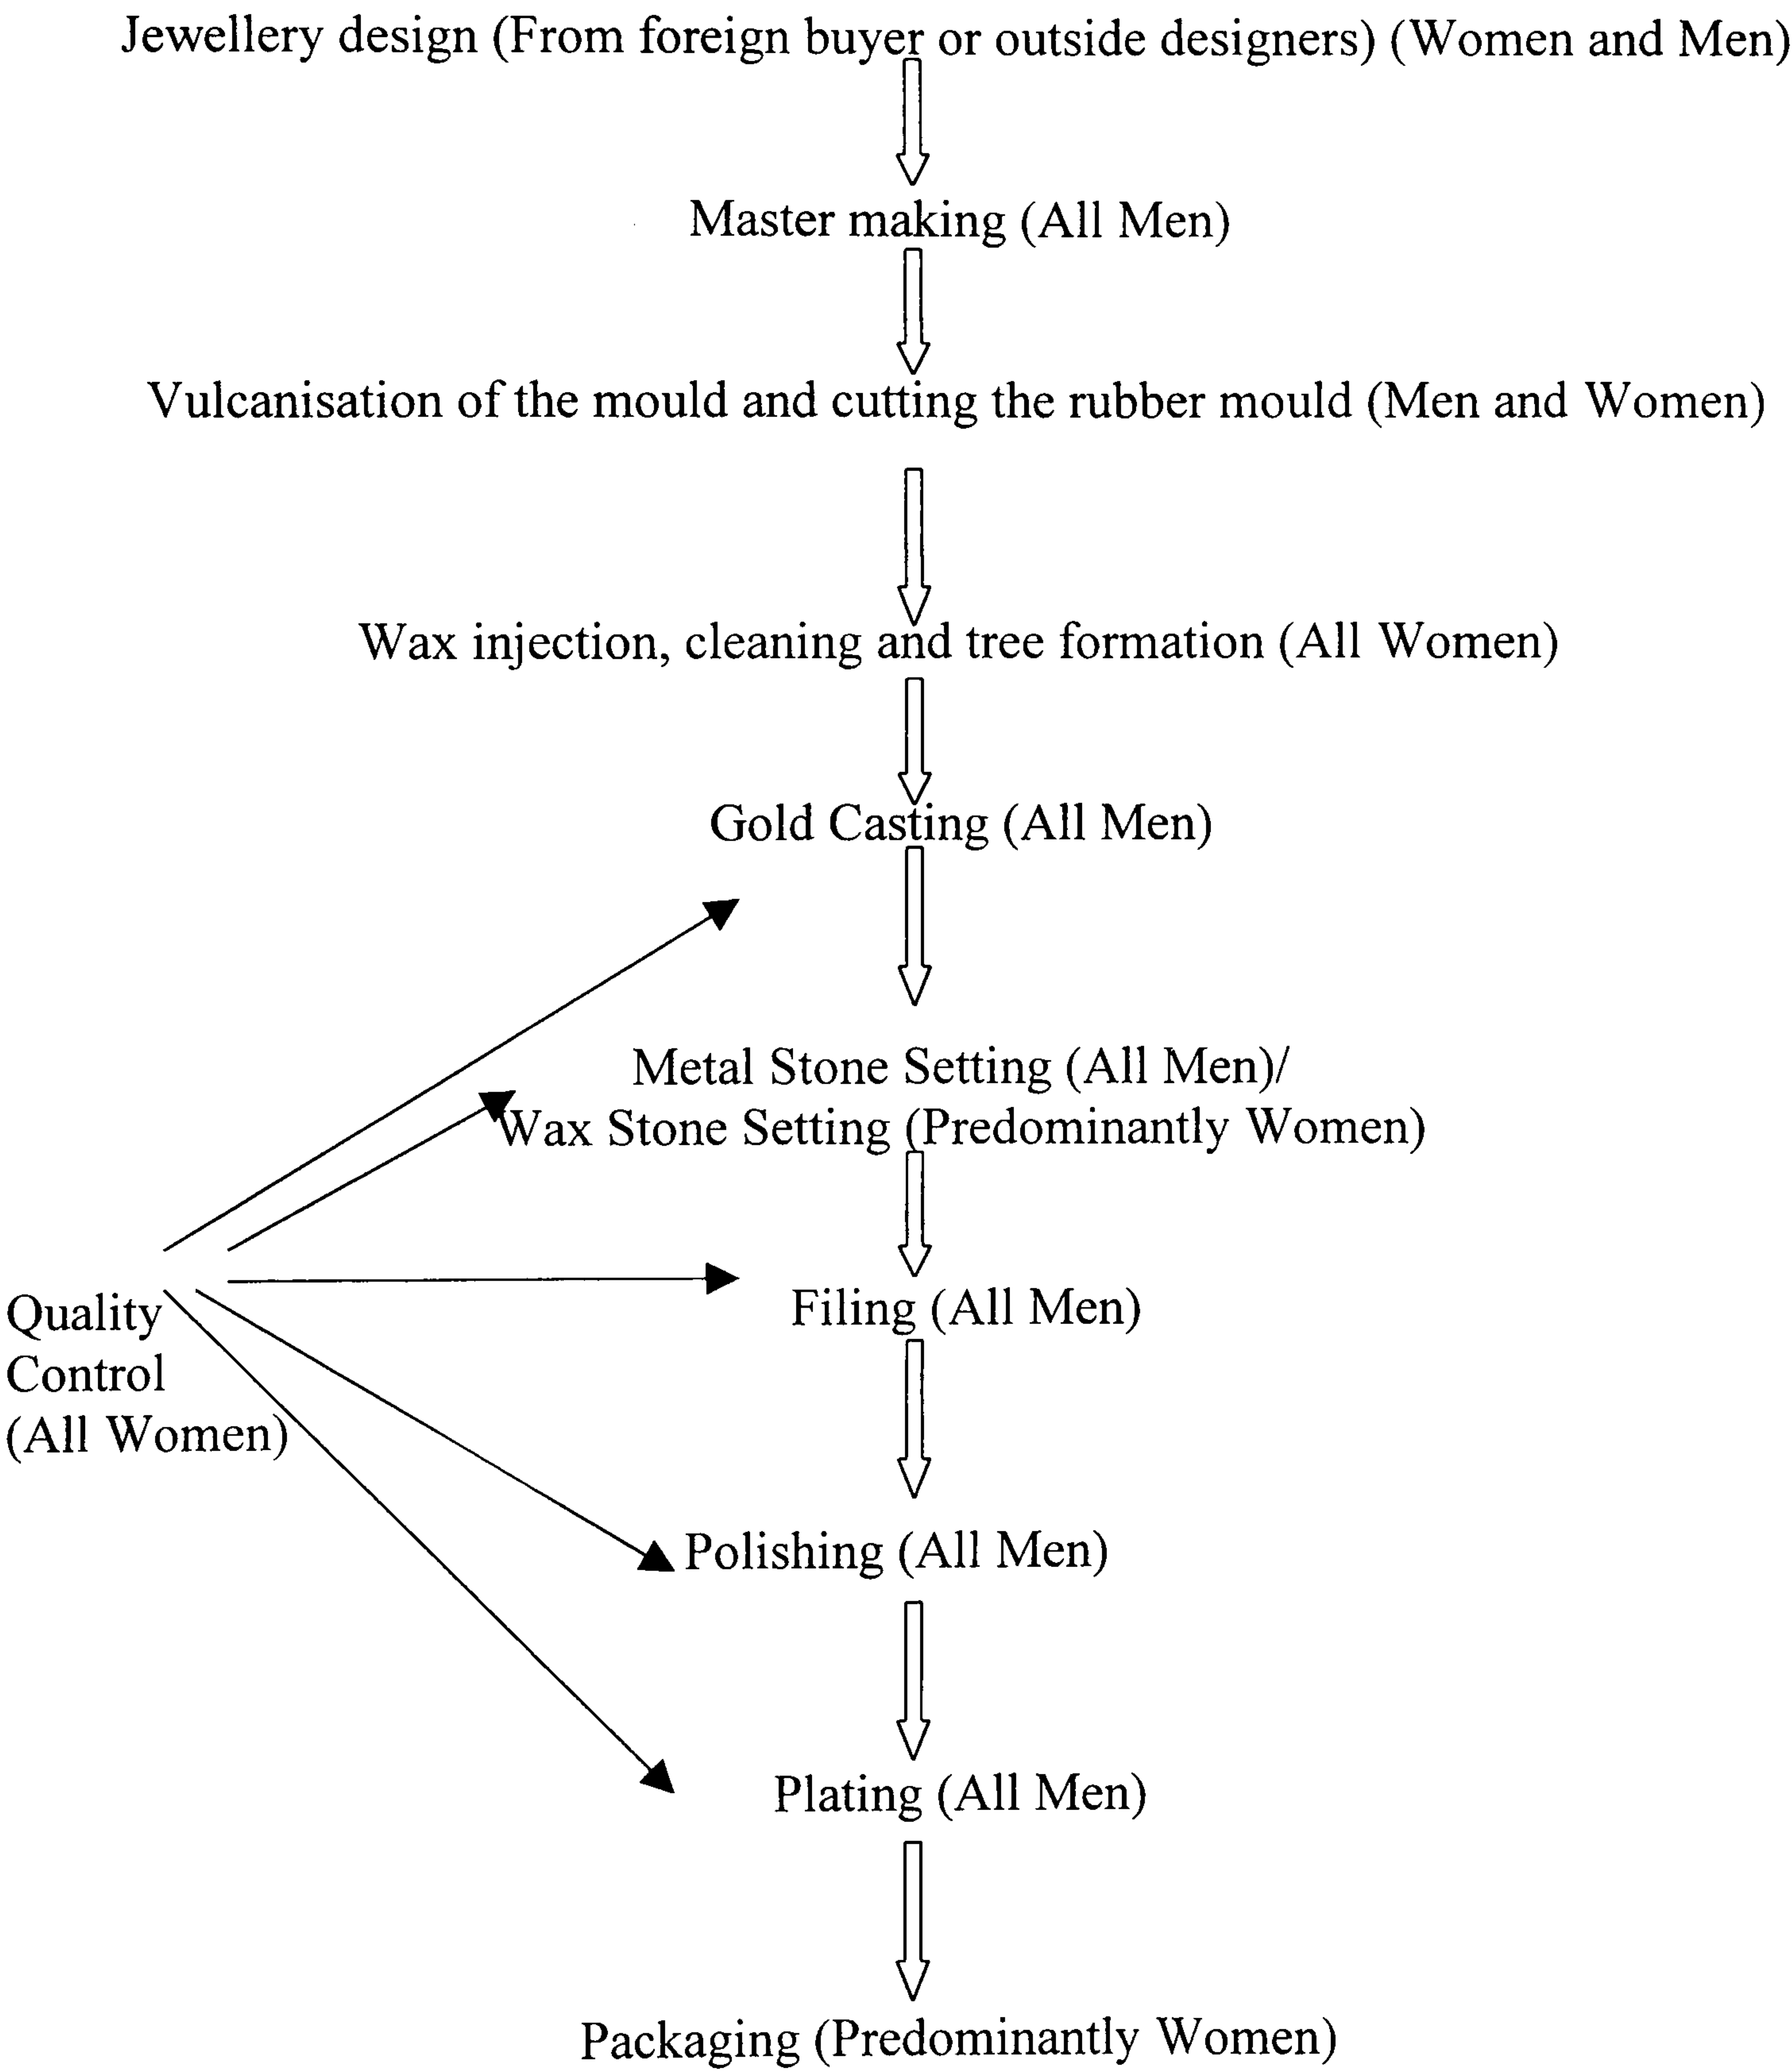 Jewellery design (From foreign buyer or outside designers) (Women and Men)
Master making (All Men)
Vulcanisation of the mould and cutting the rubber mould (Men and Women)
Wax injection, cleaning and tree formation (All Women)
Gold Casting (All Men)
Metal Stone Setting (All Men)/
Wax Stone Setting (Predominantly Women)
Filing (All Men)
Quality
Control
(All Women)
Polishing (All Men)
Plating (All Men)
Packaging (Predominantly Women)